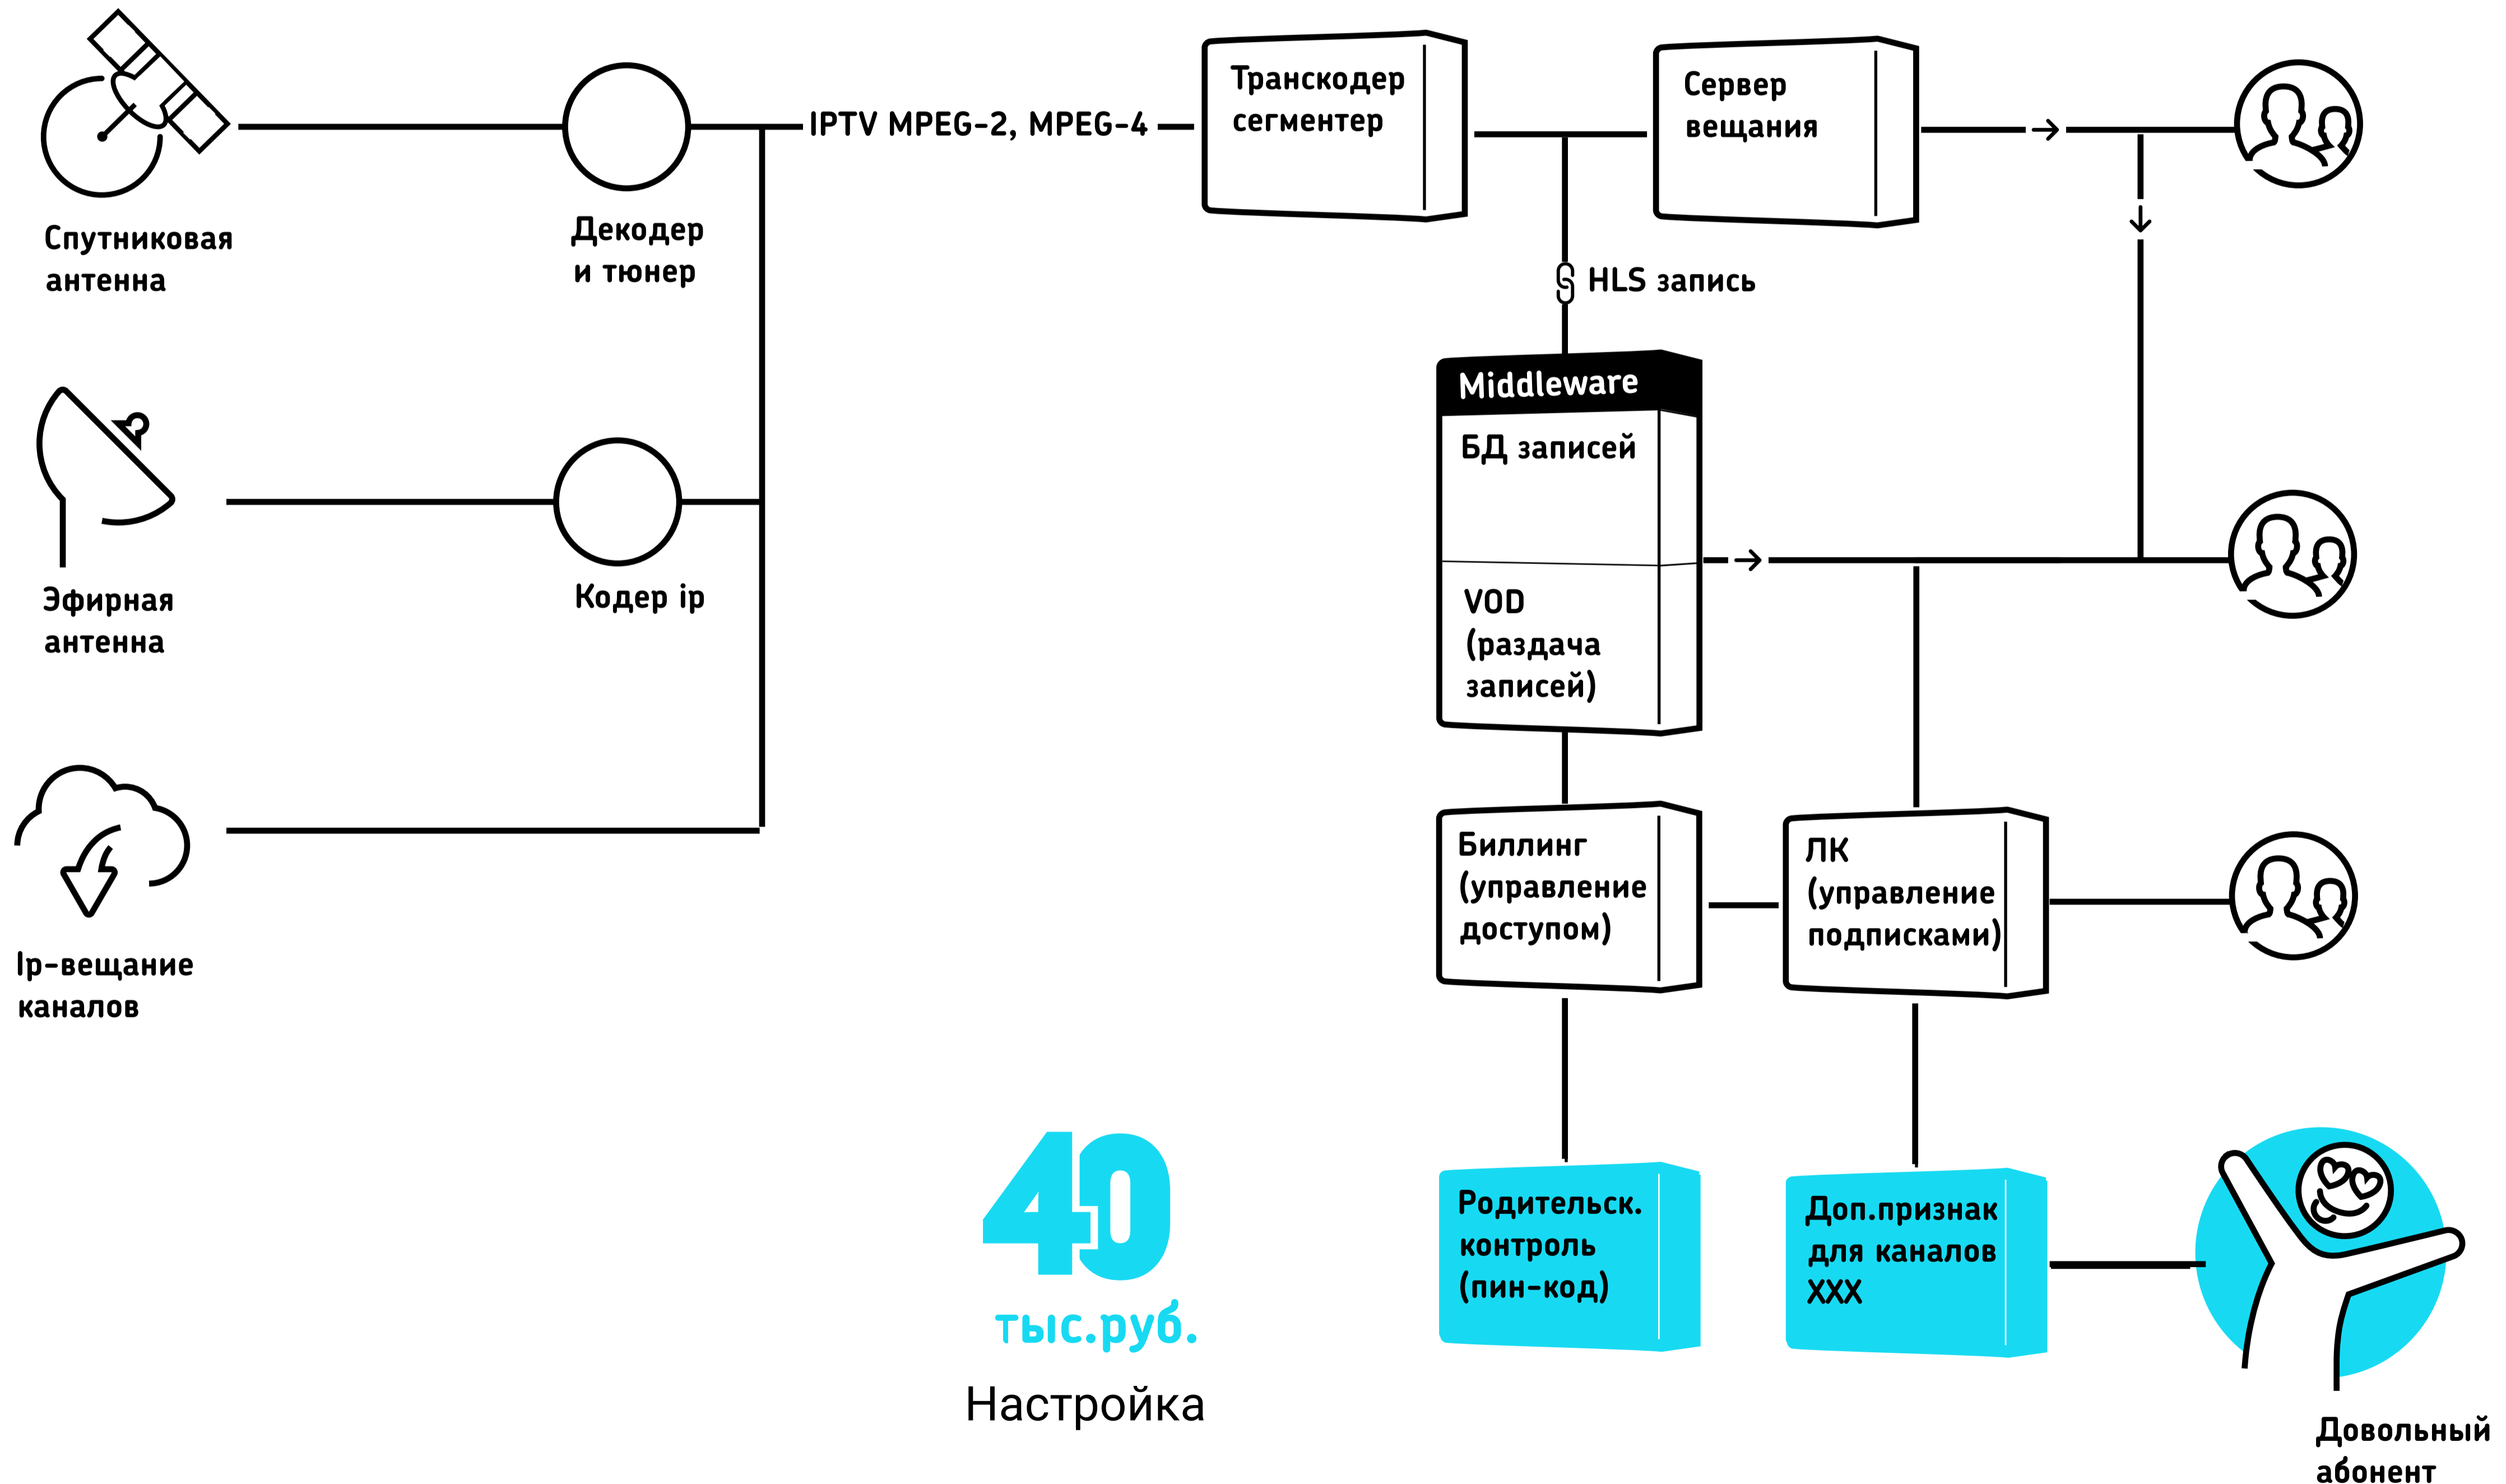 Спутниковая
антенна
Декодер
и тюнер
IPTV MPEG-2, MPEG-4
Транскодер
сегментер
Сервер
вещания
HLS запись
Эфирная
антенна
Кодер ip
Middleware
БД записей
VOD
(раздача
записей)
Ip-вещание
каналов
Биллинг
(управление
доступом)
ЛК
(управление
подписками)
40
тыс.руб.
Настройка
Родительск.
контроль
(пин-код)
Доп.признак
для каналов
XXX
Довольный
абонент